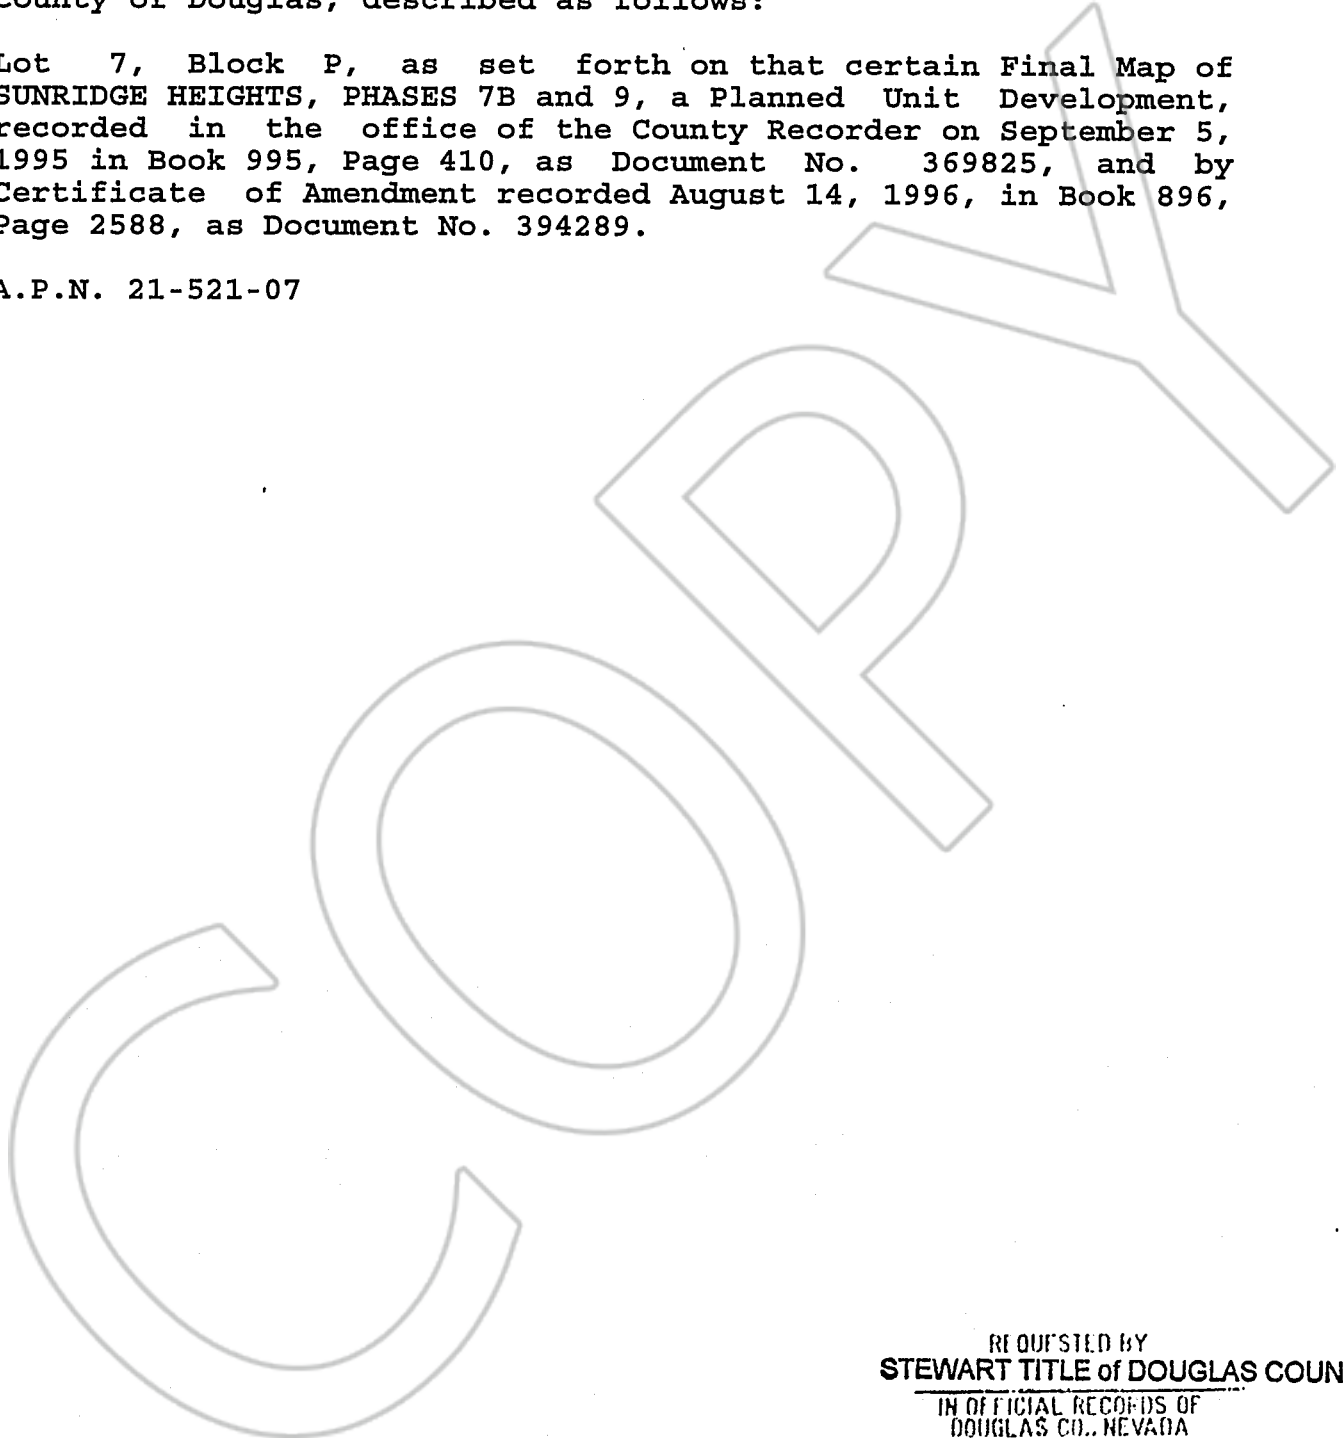 County of Douglas, described as follows:
Lot 7, Block P, as set forth on that certain Final Map of
SUNRIDGE HEIGHTS, PHASES 7B and 9, a Planned Unit Development,
recorded in the office of the County Recorder on September 5,
1995 in Book 995, Page 410, as Document No. 369825, and by
Certificate of Amendment recorded August 14, 1996, in Book 896,
Page 2588, as Document No. 394289.
A.P.N. 21-521-07
COPY
REQUESTED BY
STEWART TITLE of DOUGLAS COUN
IN OFFICIAL RECORDS OF
DOUGLAS CO., NEVADA